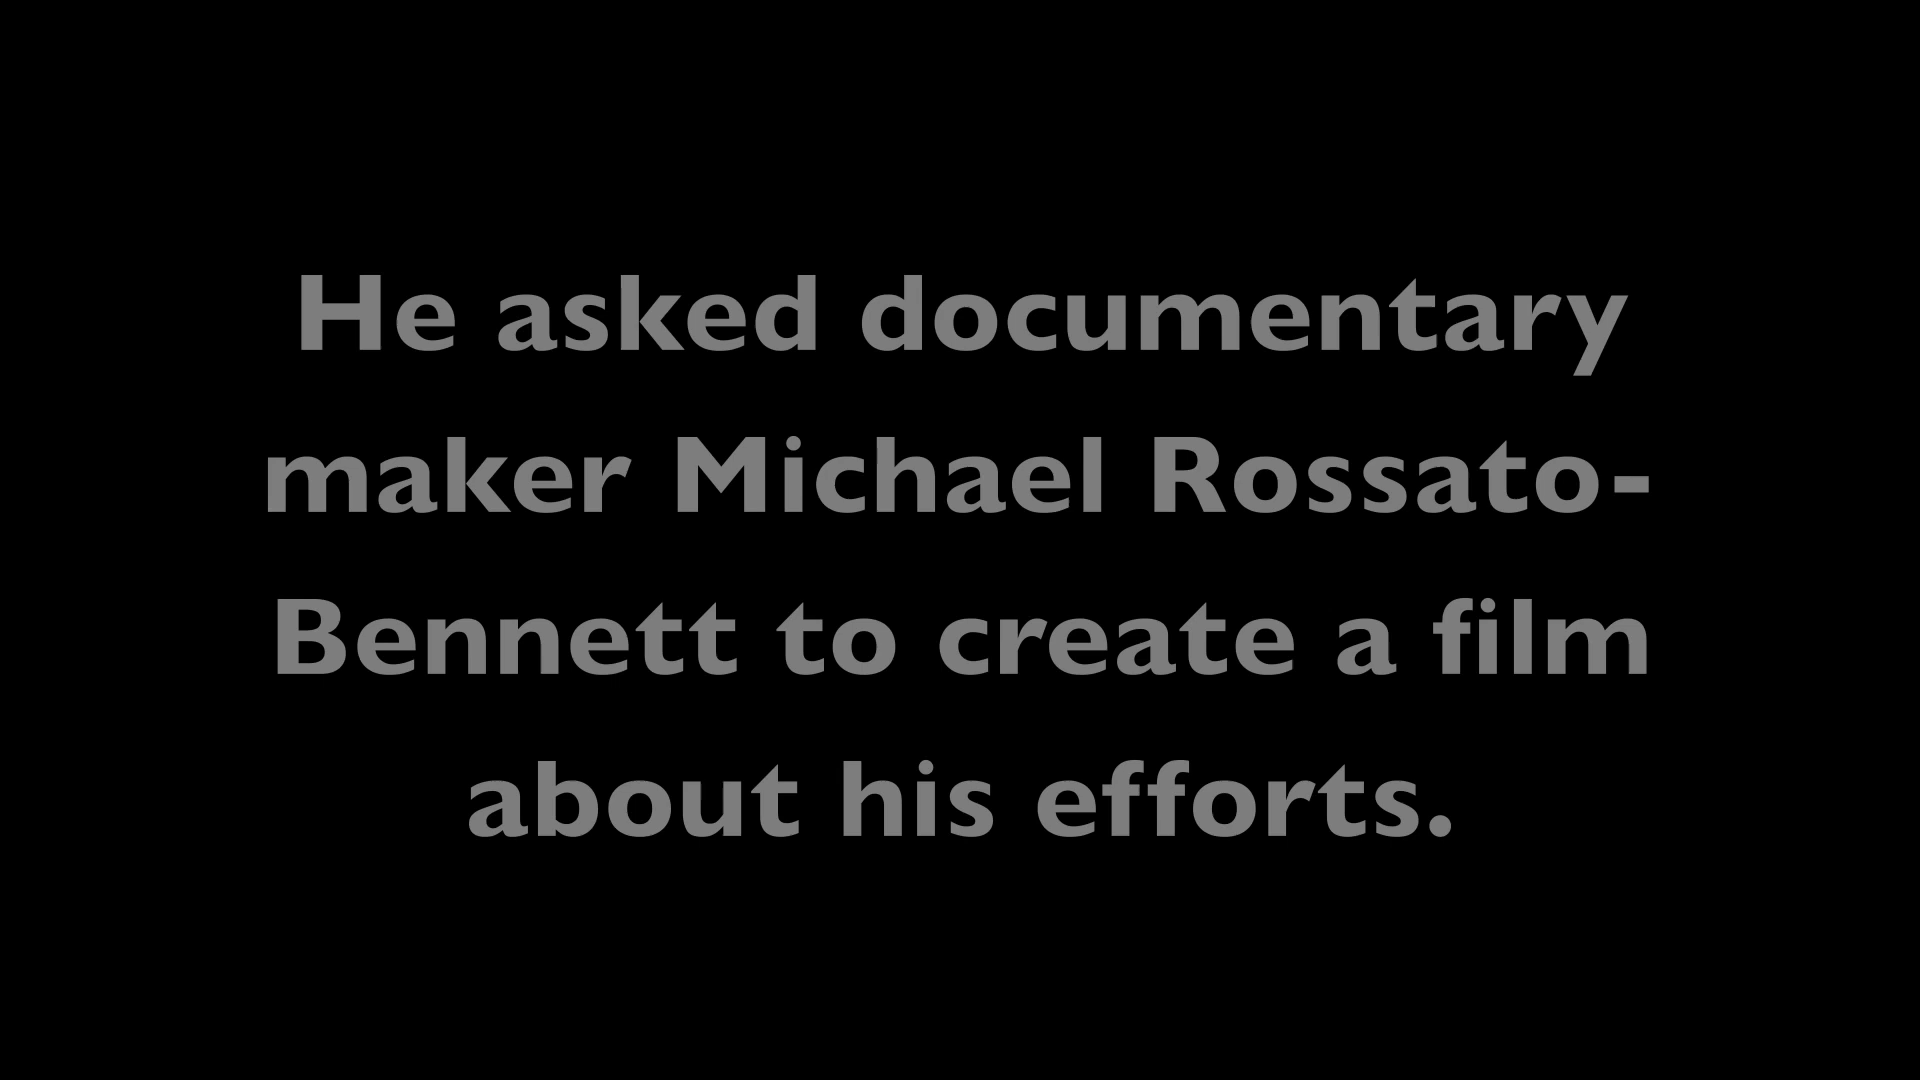 He asked documentary
maker Michael Rossato-
Bennett to create a film
about his efforts.